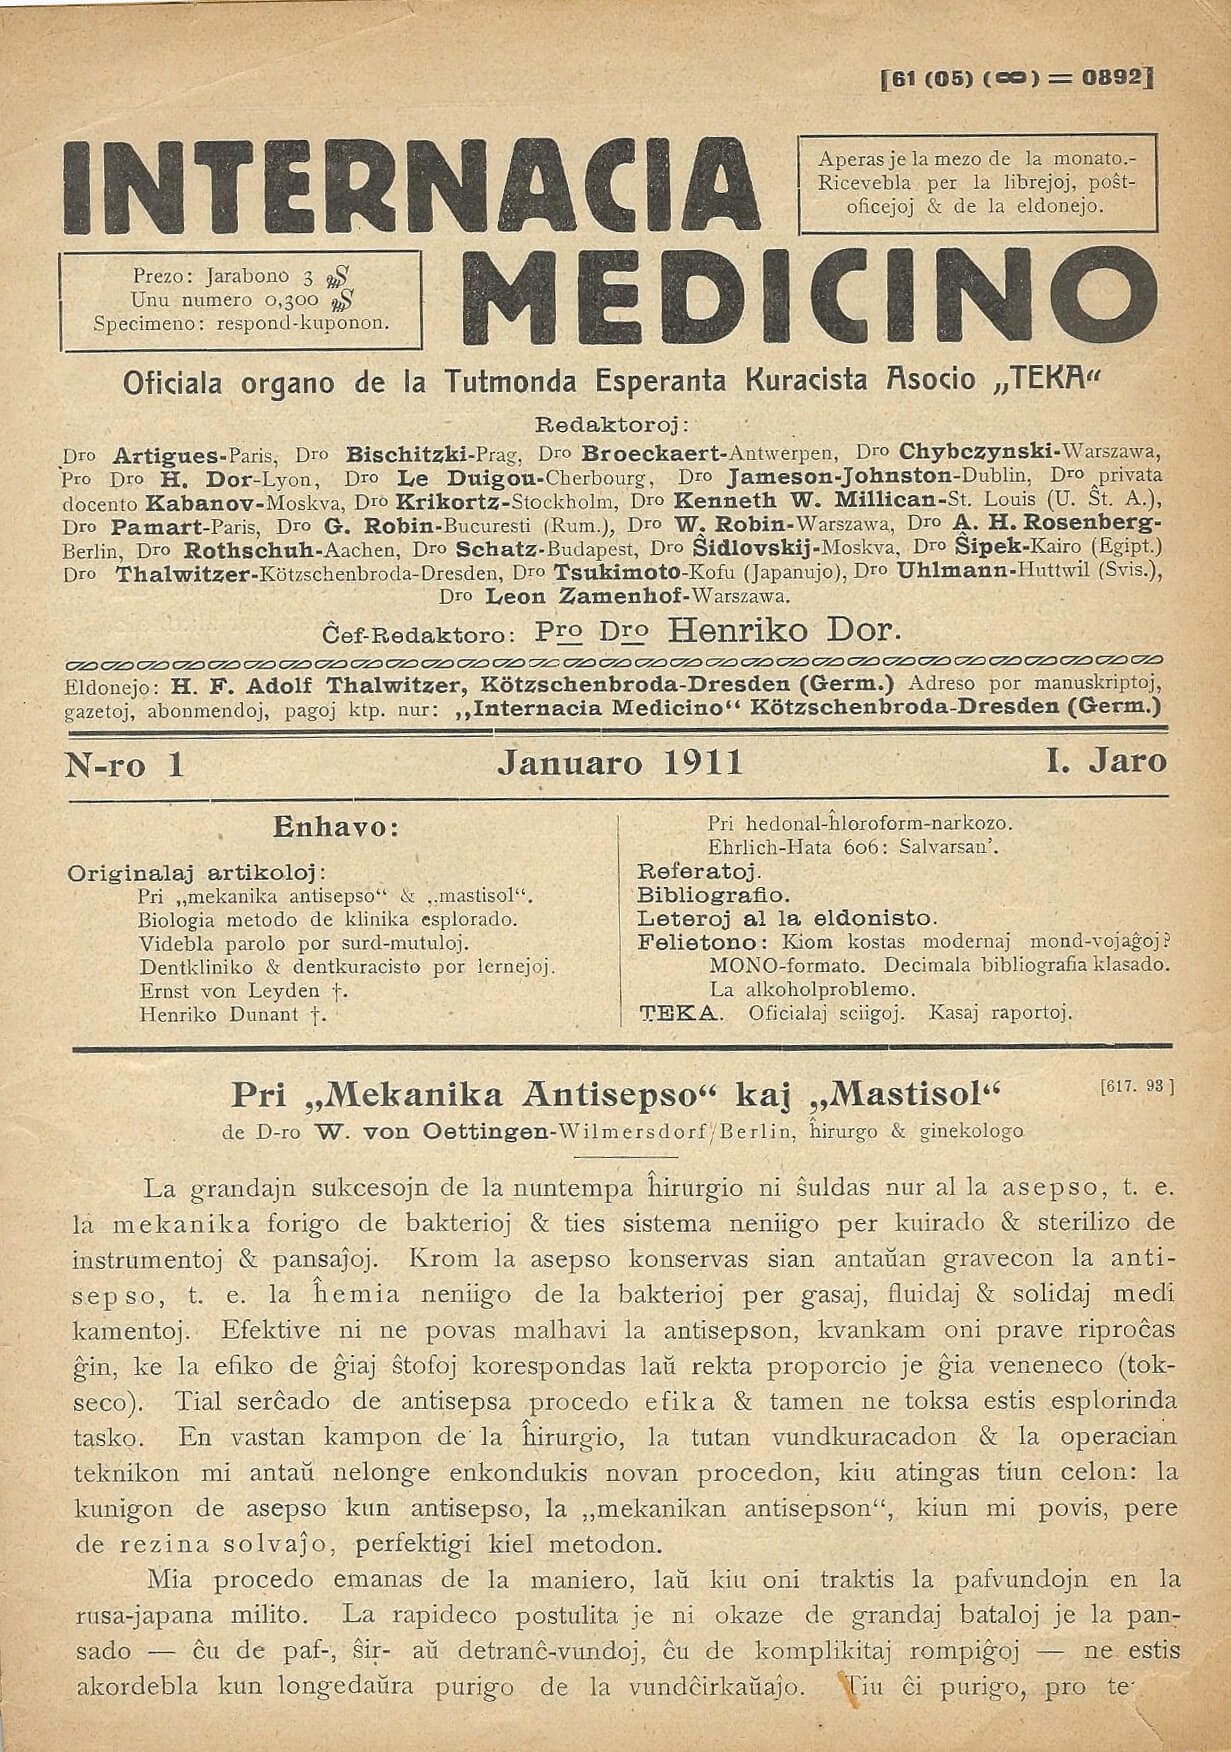 [61 (05) (∞) = 0892]
INTERNACIA
Aperas je la mezo de la monato.-
Ricevebla per la librejoj, poŝt-
oficejoj & de la eldonejo.
Prezo: Jarabono 3
Unu numero 0,300
Specimeno: respond-kuponon.
MEDICINO
Oficiala organo de la Tutmonda Esperanta Kuracista Asocio „TEKA“
Redaktoroj:
Dro Artigues-Paris, Dro Bischitzki-Prag, Dro Broeckaert-Antwerpen, Dro Chybczynski-Warszawa,
Pro Dro H. Dor-Lyon, Dro Le Duigou-Cherbourg, Dro Jameson-Johnston-Dublin, Dro privata
docento Kabanov-Moskva, Dro Krikortz-Stockholm, Dro Kenneth W. Millican-St. Louis (U. St. A.),
Dro Pamart-Paris, Dro G. Robin-Bucuresti (Rum.), Dro W. Robin-Warszawa, Dro A. H. Rosenberg-
Berlin, Dro Rothschuh-Aachen, Dro Schatz-Budapest, Dro Ŝidlovskij-Moskva, Dro Ŝipek-Kairo (Egipt.)
Dro Thalwitzer-Kötzschenbroda-Dresden, Dro Tsukimoto-Kofu (Japanujo), Dro Uhlmann-Huttwil (Svis.),
Dro Leon Zamenhof-Warszawa.
Ĉef-Redaktoro: Pro Dro Henriko Dor.
Eldonejo: H. F. Adolf Thalwitzer, Kötzschenbroda-Dresden (Germ.) Adreso por manuskriptoj,
gazetoj, abonmendoj, pagoj ktp. nur: „Internacia Medicino“ Kötzschenbroda-Dresden (Germ.)
N-ro 1 Januaro 1911 I. Jaro
Enhavo:
Originalaj artikoloj:
Pri „mekanika antisepso“ & „mastisol“.
Biologia metodo de klinika esplorado.
Videbla parolo por surd-mutuloj.
Dentkliniko & dentkuracisto por lernejoj.
Ernst von Leyden †.
Henriko Dunant †.
Pri hedonal-ĥloroform-narkozo.
Ehrlich-Hata 606: Salvarsan’.
Referatoj.
Bibliografio.
Leteroj al la eldonisto.
Felietono: Kiom kostas modernaj mond-vojaĝoj?
MONO-formato. Decimala bibliografia klasado.
La alkoholproblemo.
TEKA. Oficialaj sciigoj. Kasaj raportoj.
Pri „Mekanika Antisepso“ kaj „Mastisol“ [617. 93]
de D-ro W. von Oettingen-Wilmersdorf/Berlin, ĥirurgo & ginekologo
La grandajn sukcesojn de la nuntempa ĥirurgio ni ŝuldas nur al la asepso, t. e.
la mekanika forigo de bakterioj & ties sistema neniigo per kuirado & sterilizo de
instrumentoj & pansaĵoj. Krom la asepso konservas sian antaŭan gravecon la anti-
sepso, t. e. la ĥemia neniigo de la bakterioj per gasaj, fluidaj & solidaj medi
kamentoj. Efektive ni ne povas malhavi la antisepson, kvankam oni prave riproĉas
ĝin, ke la efiko de ĝiaj ŝtofoj korespondas laŭ rekta proporcio je ĝia veneneco (tok-
seco). Tial serĉado de antisepsa procedo efika & tamen ne toksa estis esplorinda
tasko. En vastan kampon de la ĥirurgio, la tutan vundkuracadon & la operacian
teknikon mi antaŭ nelonge enkondukis novan procedon, kiu atingas tiun celon: la
kunigon de asepso kun antisepso, la „mekanikan antisepson“, kiun mi povis, pere
de rezina solvaĵo, perfektigi kiel metodon.
Mia procedo emanas de la maniero, laŭ kiu oni traktis la pafvundojn en la
rusa-japana milito. La rapideco postulita je ni okaze de grandaj bataloj je la pan-
sado — ĉu de paf-, ŝir- aŭ detranĉ-vundoj, ĉu de komplikitaj rompiĝoj — ne estis
akordebla kun longedaŭra purigo de la vundĉirkaŭaĵo. Tiu ĉi purigo, pro te